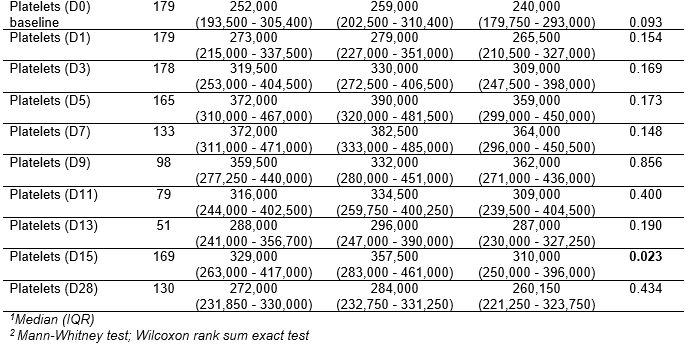 Platelets (D0) 179 252,000 259,000 240,000
baseline (193,500 - 305,400) (202,500 - 310,400) (179,750 - 293,000) 0.093
Platelets (D1) 179 273,000 279,000 265,500
(215,000 - 337,500) (227,000 - 351,000) (210,500 - 327,000) 0.154
Platelets (D3) 178 319,500 330,000 309,000
(253,000 - 404,500) (272,500 - 406,500) (247,500 - 398,000) 0.169
Platelets (D5) 165 372,000 390,000 359,000
(310,000 - 467,000) (320,000 - 481,500) (299,000 - 450,000) 0.173
Platelets (D7) 133 372,000 382,500 364,000
(311,000 - 471,000) (333,000 - 485,000) (296,000 - 450,500) 0.148
Platelets (D9) 98 359,500 332,000 362,000
(277,250 - 440,000) (280,000 - 451,000) (271,000 - 436,000) 0.856
Platelets (D11) 79 316,000 334,500 309,000
(244,000 - 402,500) (259,750 - 400,250) (239,500 - 404,500) 0.400
Platelets (D13) 51 288,000 296,000 287,000
(241,000 - 356,700) (247,000 - 390,000) (230,000 - 327,250) 0.190
Platelets (D15) 169 329,000 357,500 310,000
(263,000 - 417,000) (283,000 - 461,000) (250,000 - 396,000) 0.023
Platelets (D28) 130 272,000 284,000 260,150
(231,850 - 330,000) (232,750 - 331,250) (221,250 - 323,750) 0.434
1Median (IQR)
2 Mann-Whitney test; Wilcoxon rank sum exact test